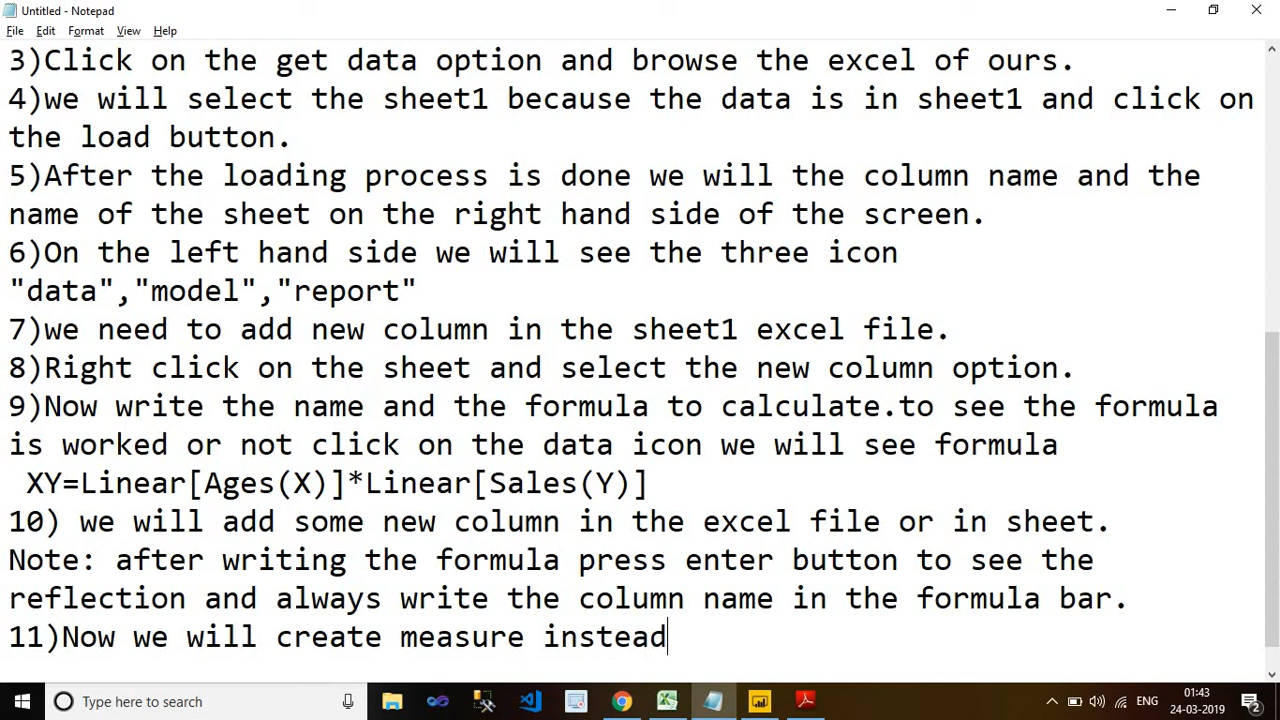 Untitled - Notepad
File Edit Format View Help
3)Click on the get data option and browse the excel of ours.
4)we will select the sheet1 because the data is in sheet1 and click on
the load button.
5)After the loading process is done we will the column name and the
name of the sheet on the right hand side of the screen.
6)On the left hand side we will see the three icon
"data","model","report"
7)we need to add new column in the sheet1 excel file.
8)Right click on the sheet and select the new column option.
9)Now write the name and the formula to calculate.to see the formula
is worked or not click on the data icon we will see formula
XY=Linear[Ages(X)]*Linear[Sales(Y)]
10) we will add some new column in the excel file or in sheet.
Note: after writing the formula press enter button to see the
reflection and always write the column name in the formula bar.
11)Now we will create measure instead
Type here to search
ENG
01:43
24-03-2019
2